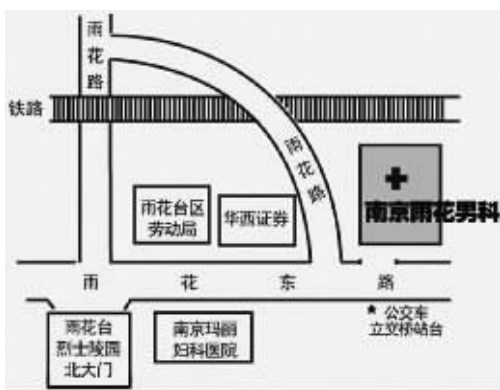 雨花路
铁路
雨花路
南京雨花男科
雨花台区
劳动局
华西证券
雨花东路
* 公交车
立交桥站台
雨花台
烈士陵园
北大门
南京玛丽
妇科医院